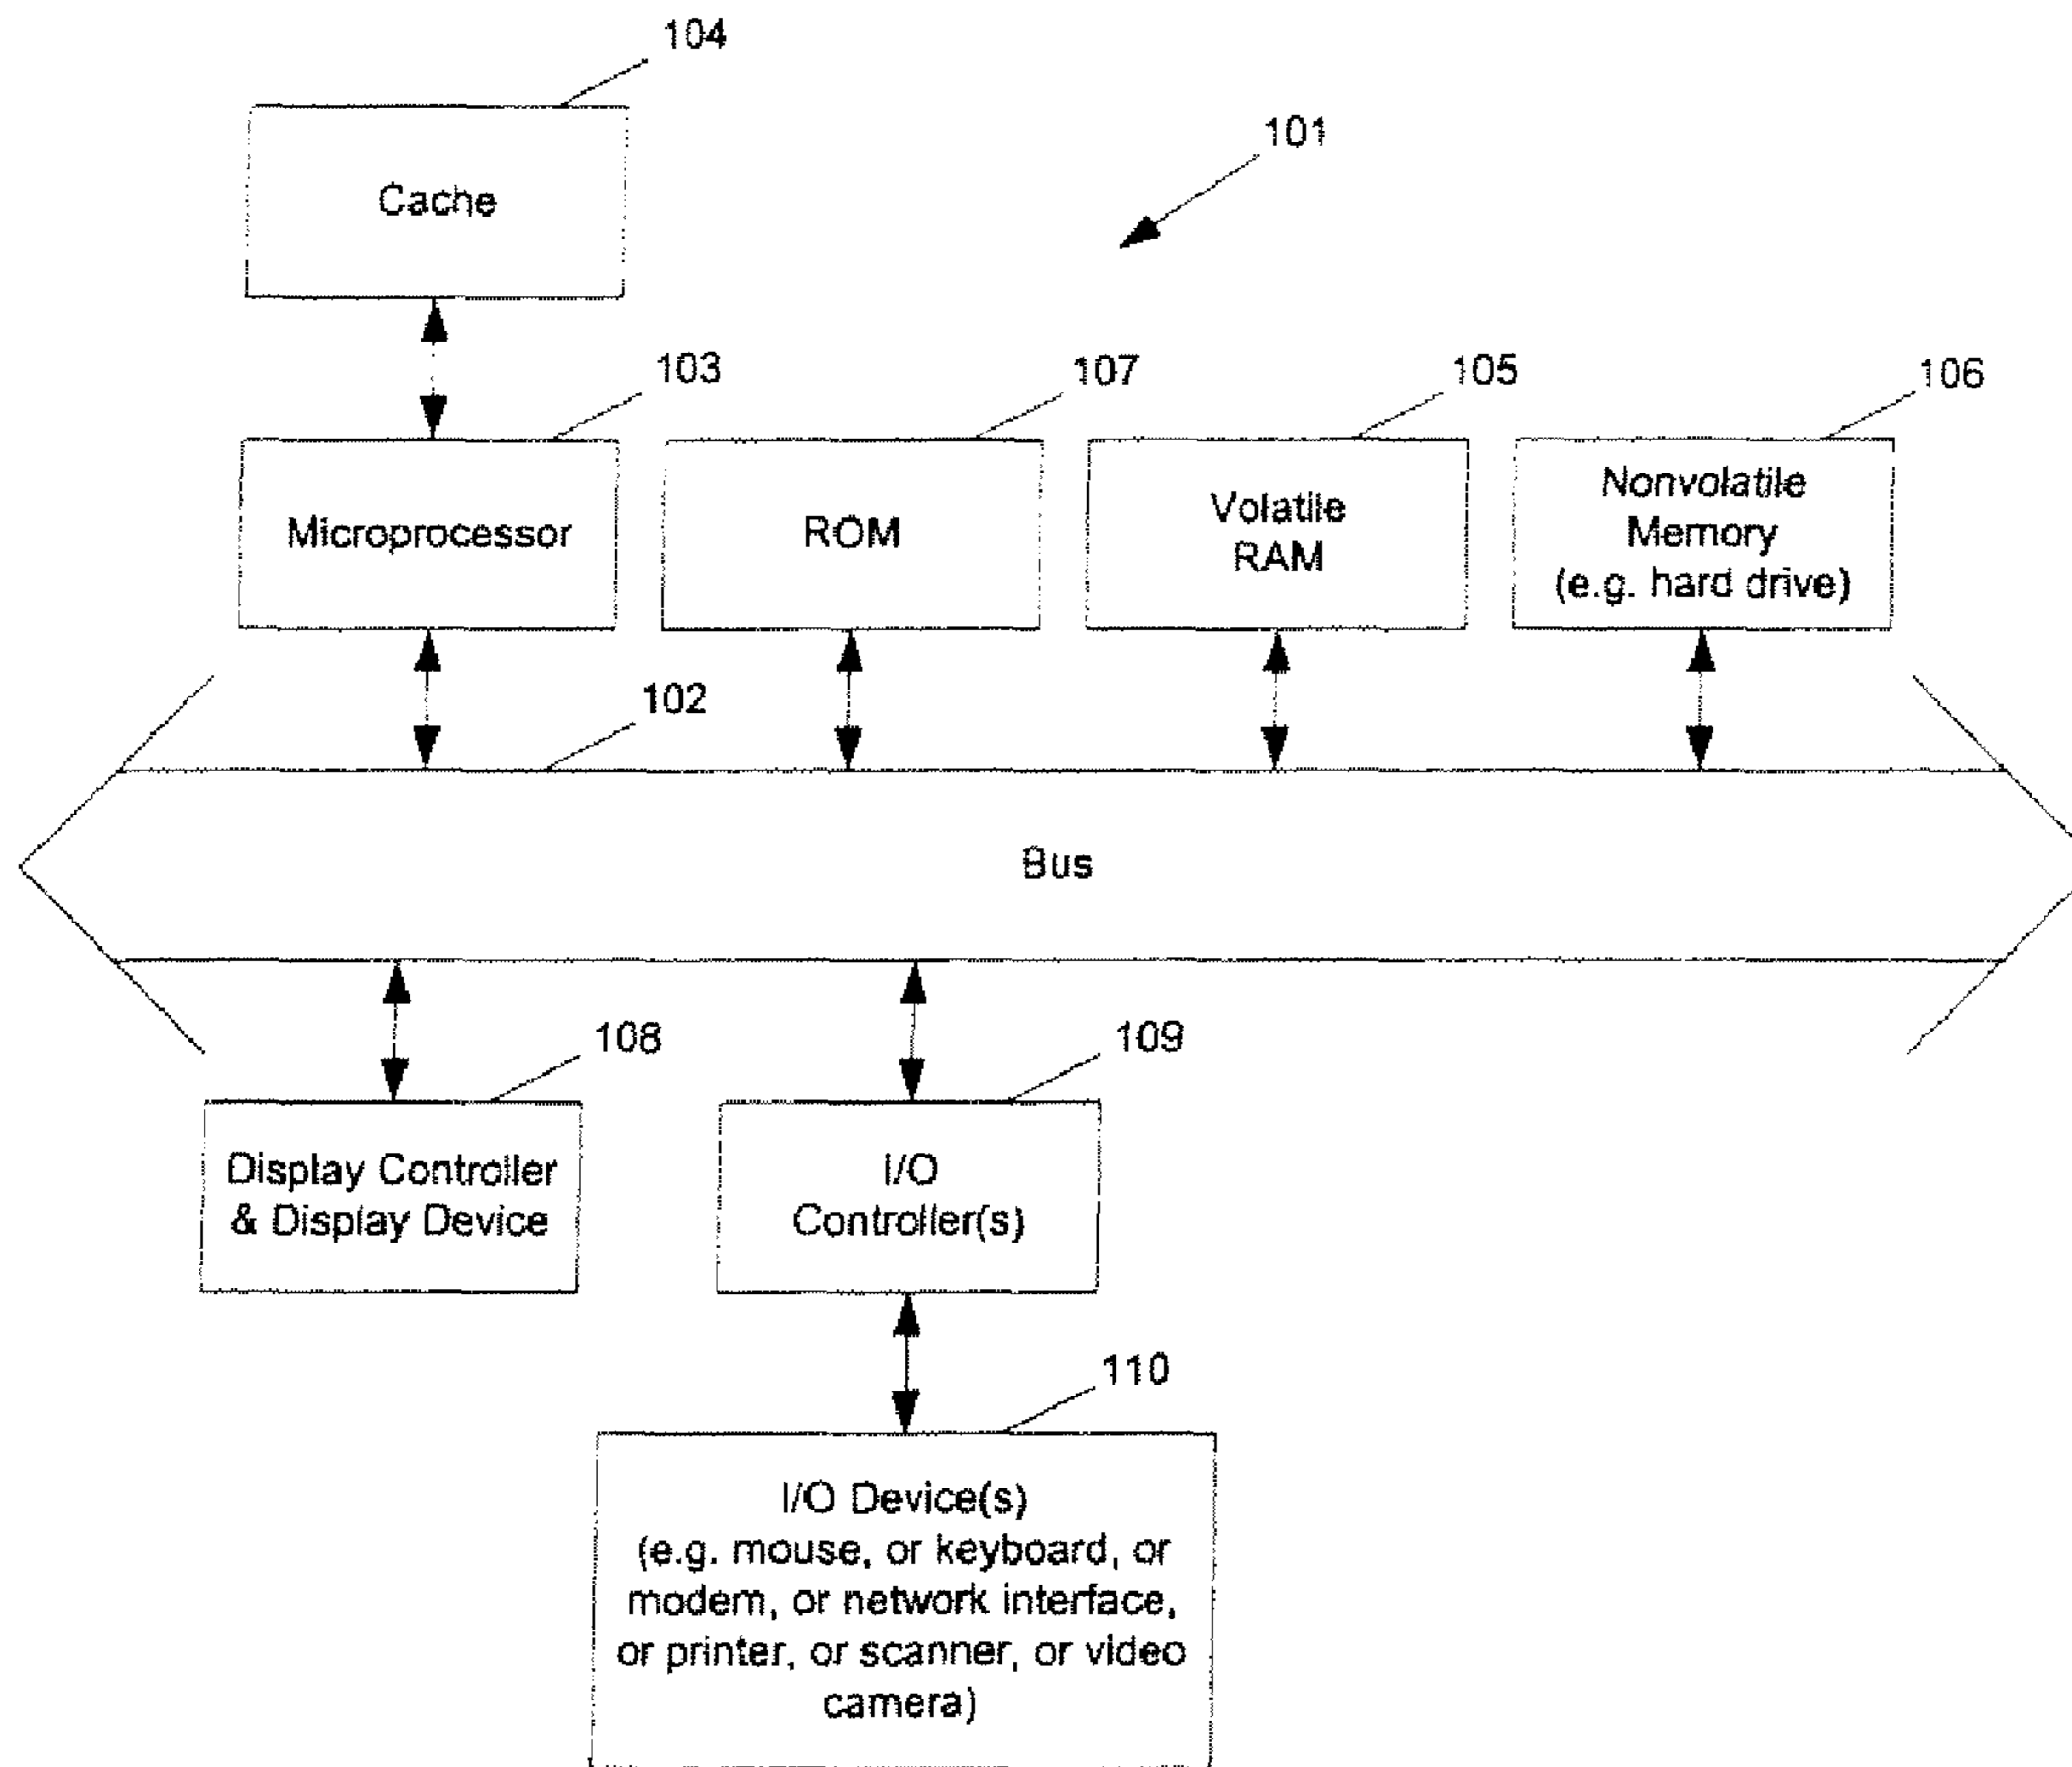 104
101
Cache
103
107
105
106
Microprocessor
ROM
Volatile
RAM
Nonvolatile
Memory
(e.g. hard drive)
102
Bus
108
109
Display Controller
& Display Device
I/O
Controller(s)
110
I/O Device(s)
(e.g. mouse, or keyboard, or
modem, or network interface,
or printer, or scanner, or video
camera)